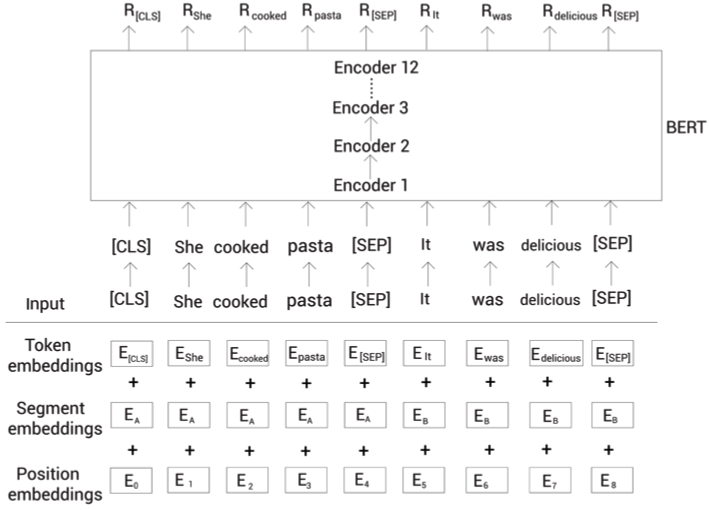 R[CLS] RShe Rcooked Rpasta R[SEP] RIt Rwas Rdelicious R[SEP]
Encoder 12
Encoder 3
BERT
Encoder 2
Encoder 1
[CLS] She cooked pasta [SEP] It was delicious [SEP]
Input [CLS] She cooked pasta [SEP] It was delicious [SEP]
Token embeddings E[CLS] EShe Ecooked Epasta E[SEP] E It Ewas Edelicious E[SEP]
+ + + + + + + + +
Segment embeddings EA EA EA EA EA EB EB EB EB
+ + + + + + + + +
Position embeddings E0 E1 E2 E3 E4 E5 E6 E7 E8